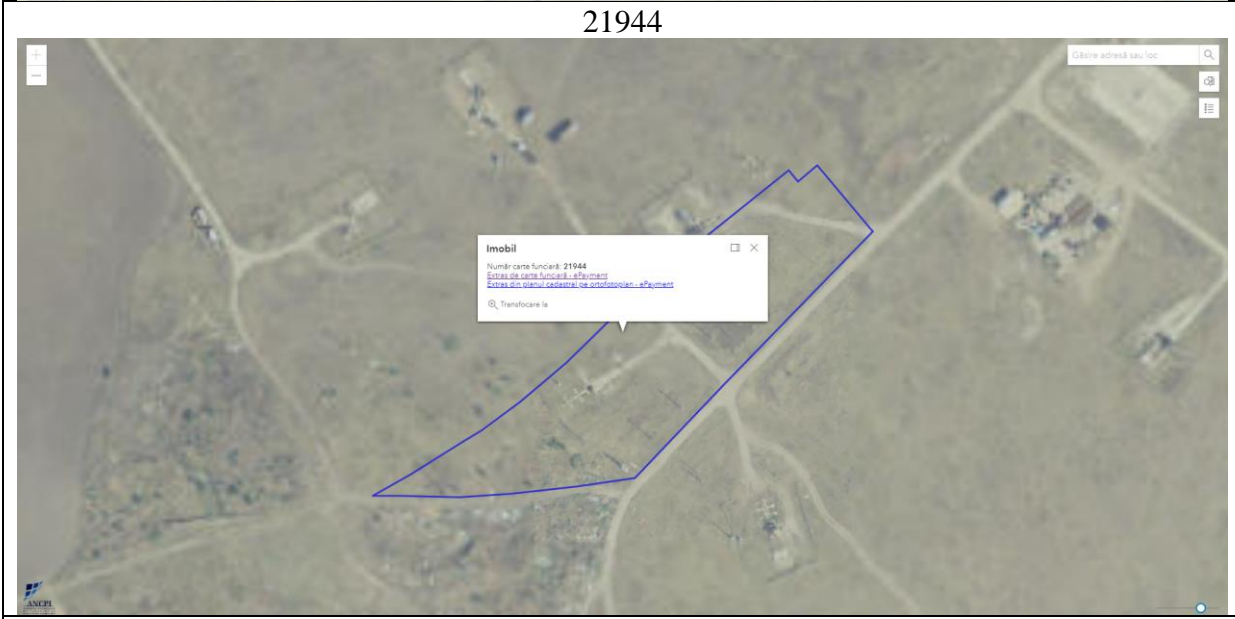 21944
+
Găsire adresă sau loc
−
Imobil
Număr carte funciară: 21944
Extras de carte funciară - ePayment
Extras din planul cadastral pe ortofotoplan - ePayment
Transfocare la
ANCPI